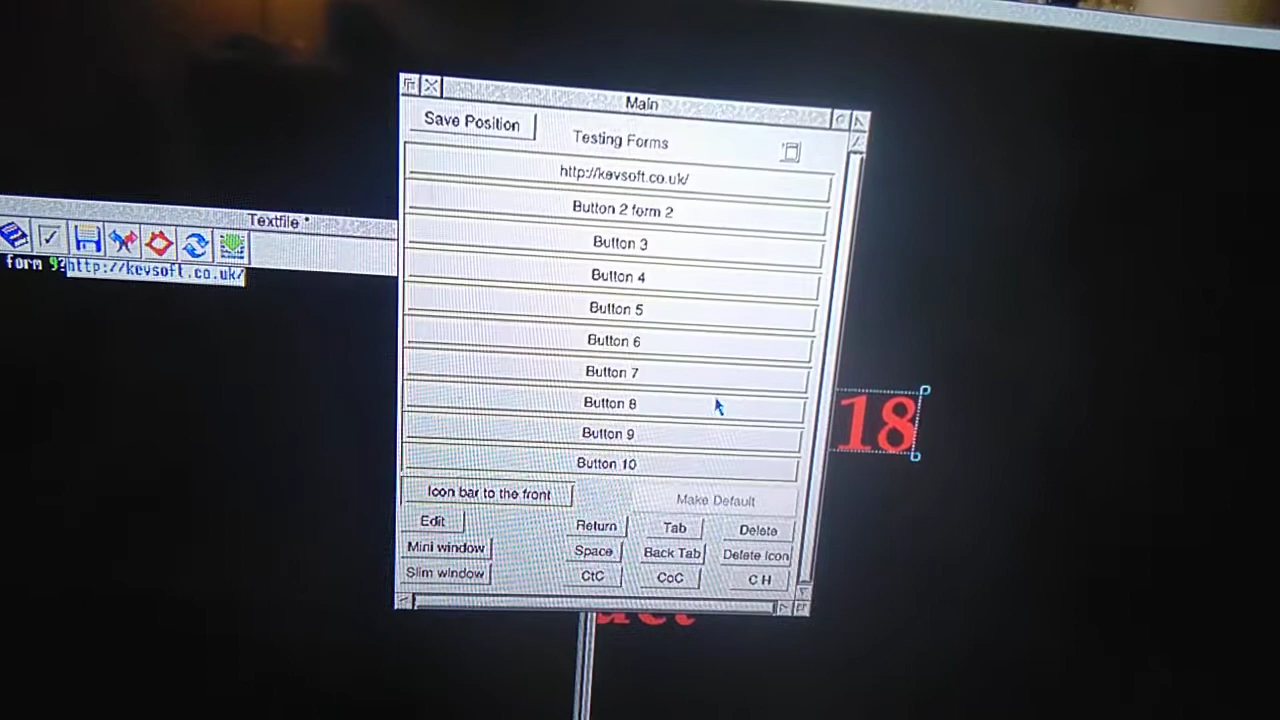 Main
Save Position
Testing Forms
http://kevsoft.co.uk/
Button 2 form 2
Button 3
Button 4
Button 5
Button 6
Button 7
Button 8
Button 9
Button 10
Icon bar to the front
Make Default
Edit
Return
Tab
Delete
Mini window
Space
Back Tab
Delete Icon
Slim window
CtC
CoC
C H
Textfile *
form 9?http://kevsoft.co.uk/
18